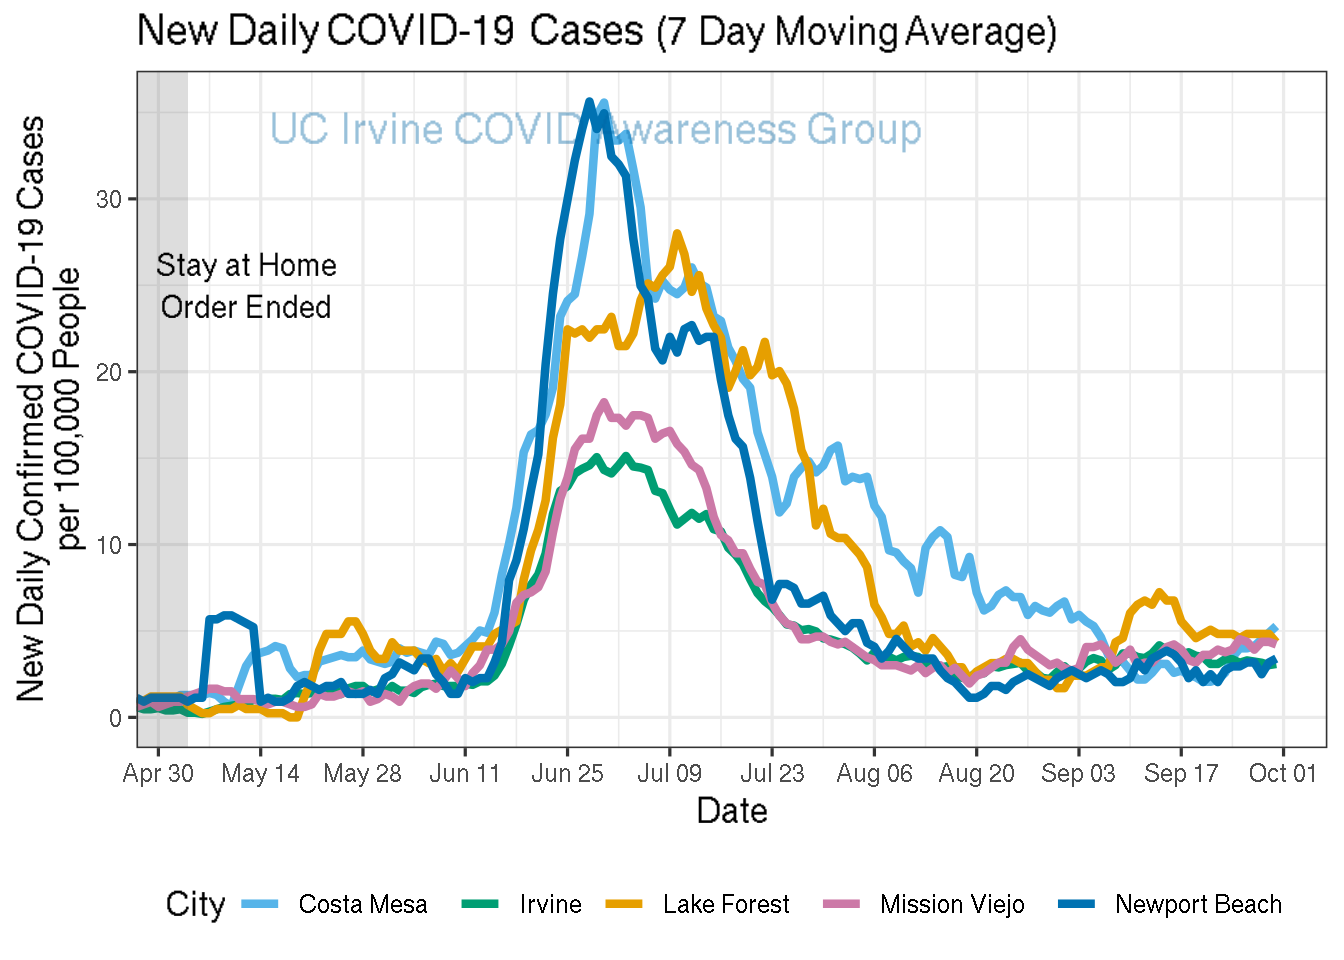 New Daily COVID-19 Cases (7 Day Moving Average)
UC Irvine COVID Awareness Group
New Daily Confirmed COVID-19 Cases
per 100,000 People
30
20
10
0
Stay at Home
Order Ended
Apr 30 May 14 May 28 Jun 11 Jun 25 Jul 09 Jul 23 Aug 06 Aug 20 Sep 03 Sep 17 Oct 01
Date
City Costa Mesa Irvine Lake Forest Mission Viejo Newport Beach